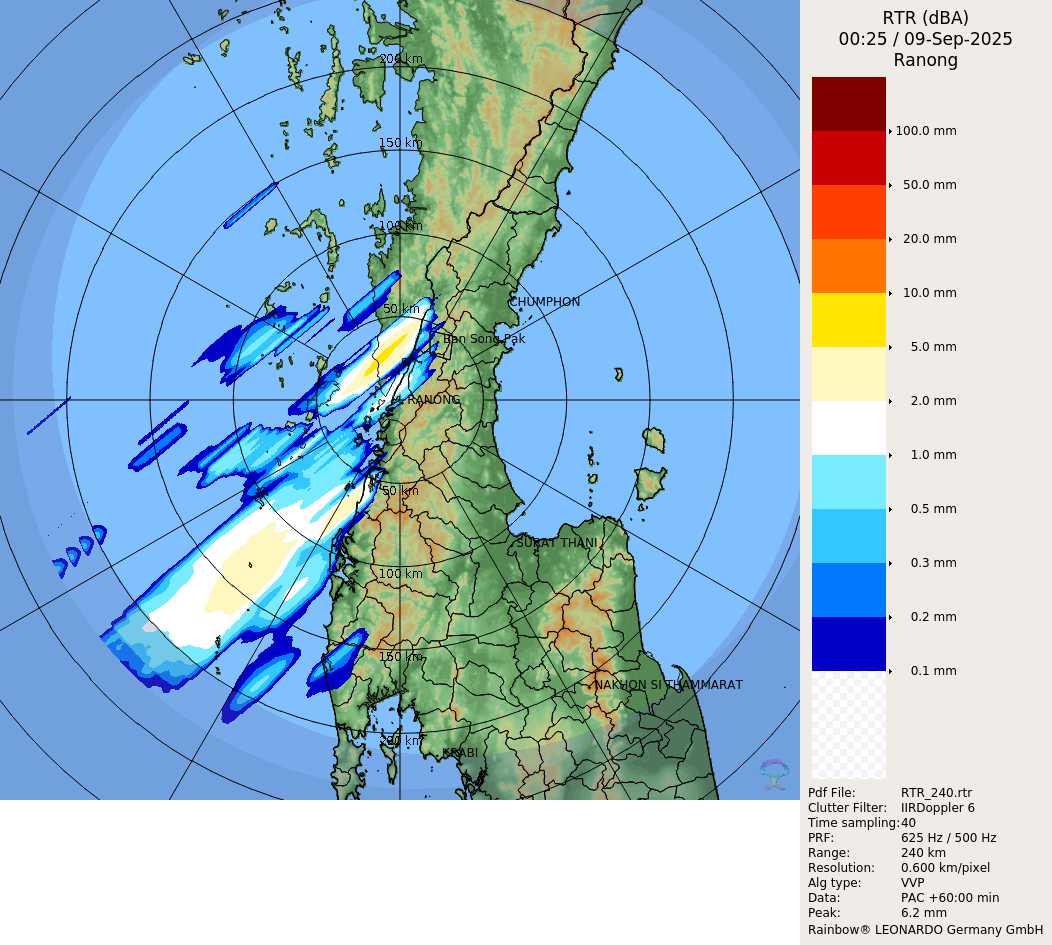 RTR (dBA)
00:25 / 09-Sep-2025
Ranong
100.0 mm
50.0 mm
20.0 mm
10.0 mm
5.0 mm
2.0 mm
1.0 mm
0.5 mm
0.3 mm
0.2 mm
0.1 mm
Pdf File: RTR_240.rtr
Clutter Filter: IIRDoppler 6
Time sampling: 40
PRF: 625 Hz / 500 Hz
Range: 240 km
Resolution: 0.600 km/pixel
Alg type: VVP
Data: PAC +60:00 min
Peak: 6.2 mm
Rainbow® LEONARDO Germany GmbH
200 km
150 km
100 km
CHUMPHON
50 km
Ban Song Pak
RANONG
50 km
SURAT THANI
100 km
150 km
NAKHON SI THAMMARAT
200 km
KRABI